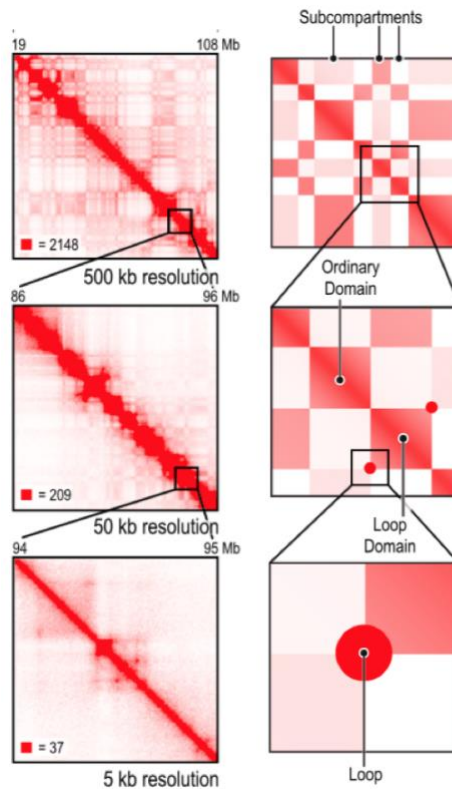 Subcompartments
19 108 Mb
= 2148
500 kb resolution
86 96 Mb
Ordinary
Domain
= 209
50 kb resolution
Loop
Domain
94 95 Mb
= 37
5 kb resolution
Loop